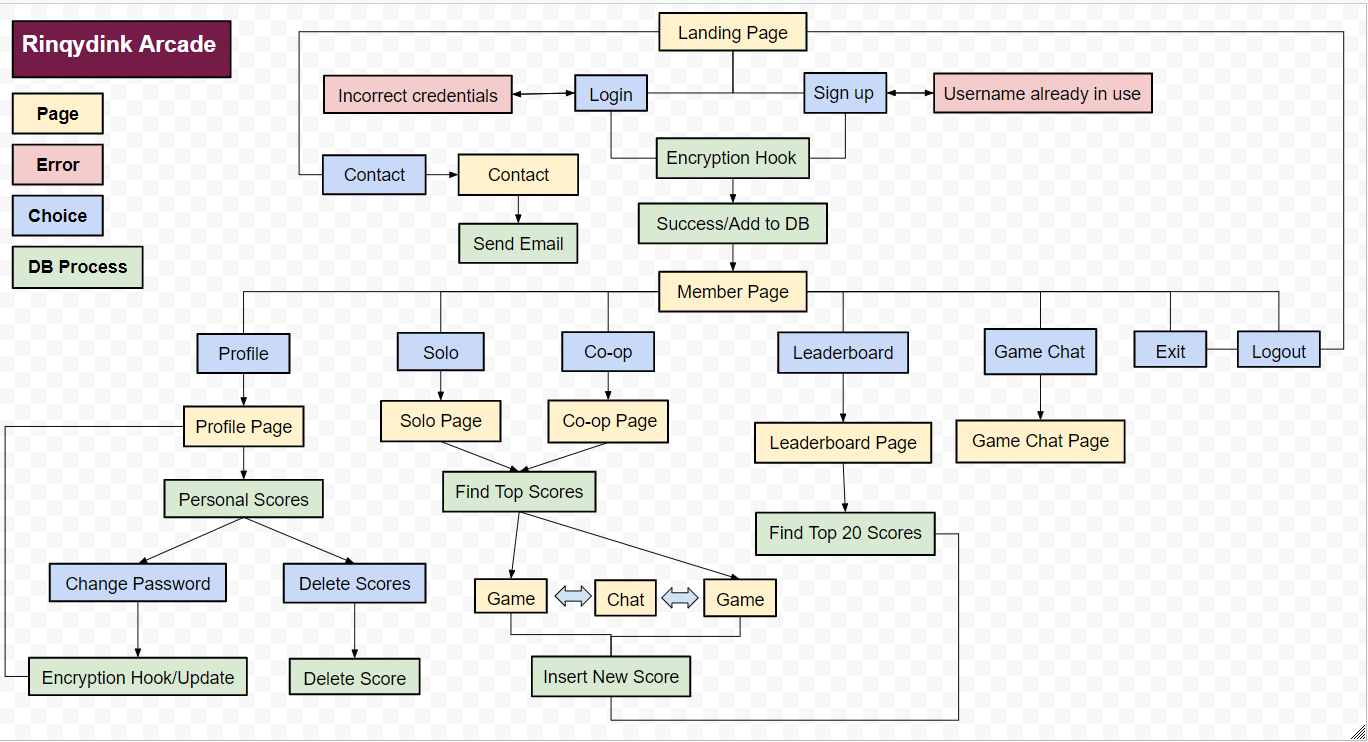 Rinqydink Arcade
Page
Error
Choice
DB Process
Landing Page
Incorrect credentials
Login
Sign up
Username already in use
Encryption Hook
Contact
Contact
Send Email
Success/Add to DB
Member Page
Profile
Solo
Co-op
Leaderboard
Game Chat
Exit
Logout
Profile Page
Solo Page
Co-op Page
Leaderboard Page
Game Chat Page
Personal Scores
Find Top Scores
Find Top 20 Scores
Change Password
Delete Scores
Game
Chat
Game
Encryption Hook/Update
Delete Score
Insert New Score